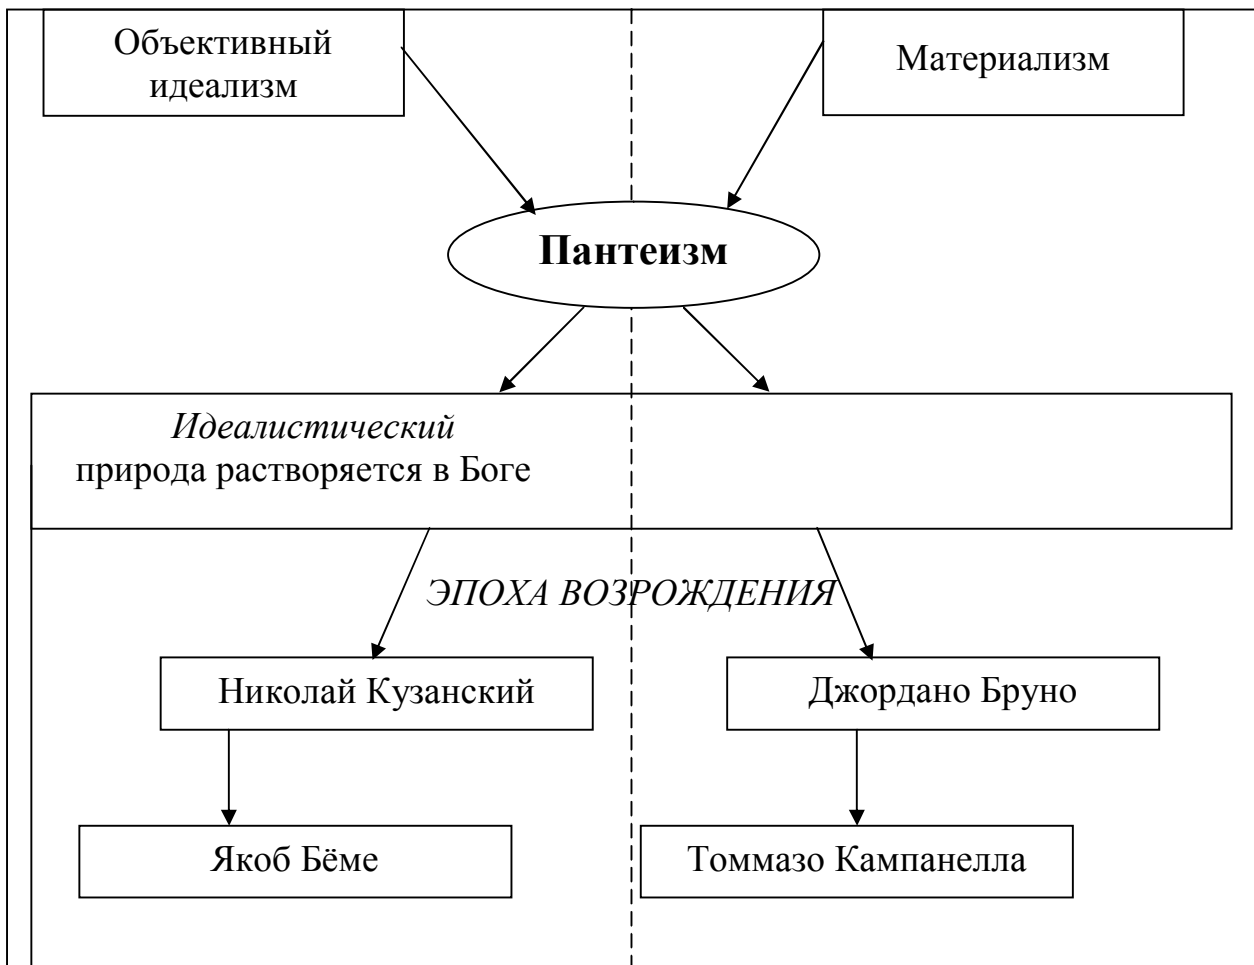 Объективный
идеализм
Материализм
Пантеизм
Идеалистический
природа растворяется в Боге
ЭПОХА ВОЗРОЖДЕНИЯ
Николай Кузанский
Джордано Бруно
Якоб Бёме
Томмазо Кампанелла